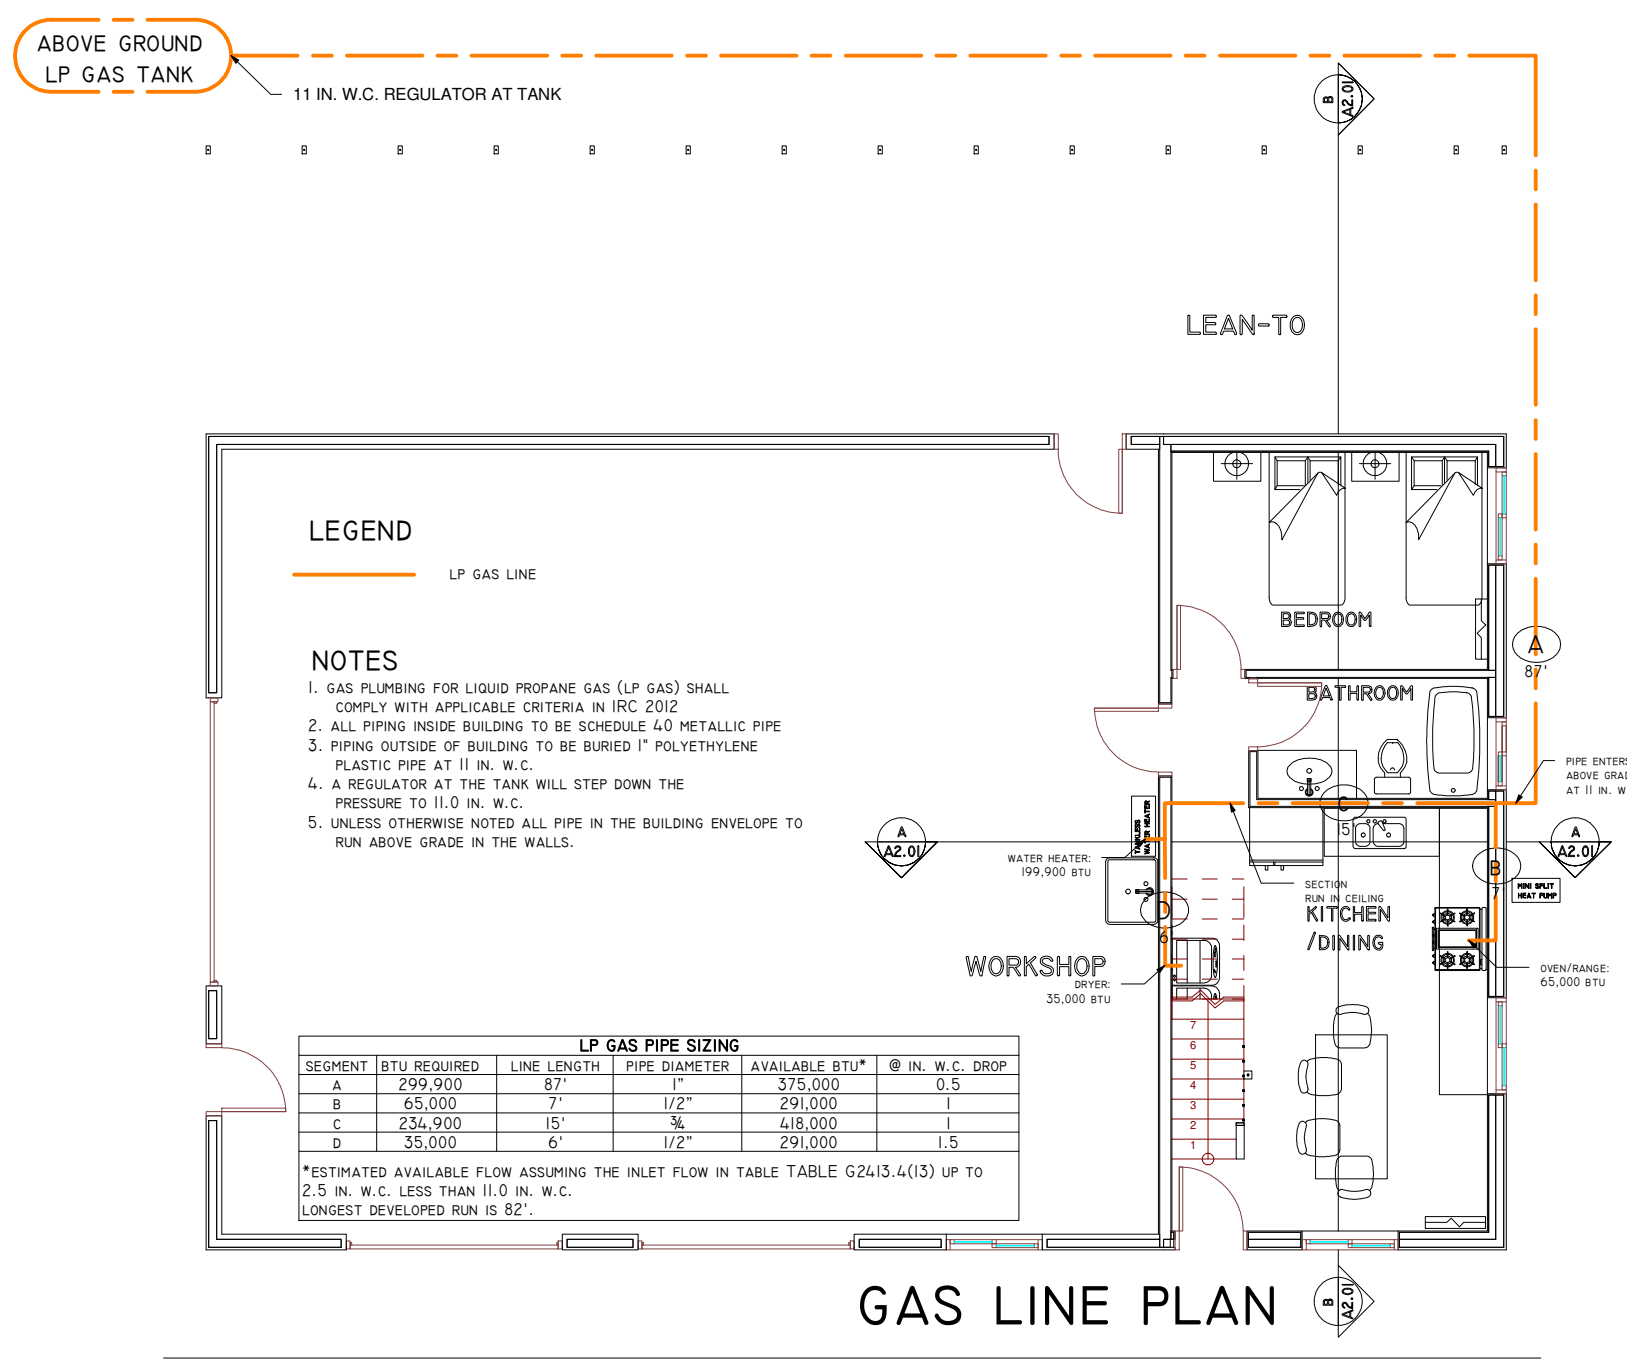 ABOVE GROUND
LP GAS TANK
11 IN. W.C. REGULATOR AT TANK
B
A2.01
LEAN-TO
LEGEND
LP GAS LINE
BEDROOM
A
87'
NOTES
1. GAS PLUMBING FOR LIQUID PROPANE GAS (LP GAS) SHALL
COMPLY WITH APPLICABLE CRITERIA IN IRC 2012
2. ALL PIPING INSIDE BUILDING TO BE SCHEDULE 40 METALLIC PIPE
3. PIPING OUTSIDE OF BUILDING TO BE BURIED 1" POLYETHYLENE
PLASTIC PIPE AT 11 IN. W.C.
4. A REGULATOR AT THE TANK WILL STEP DOWN THE
PRESSURE TO 11.0 IN. W.C.
5. UNLESS OTHERWISE NOTED ALL PIPE IN THE BUILDING ENVELOPE TO
RUN ABOVE GRADE IN THE WALLS.
BATHROOM
PIPE ENTERS
ABOVE GRAD
AT 11 IN. W
C
15'
TANKLESS
WATER HEATER
A
A2.01
A
A2.01
WATER HEATER:
199,900 BTU
B
7'
MINI SPLIT
HEAT PUMP
SECTION
RUN IN CEILING
D
6'
KITCHEN
/DINING
WORKSHOP
DRYER:
35,000 BTU
OVEN/RANGE:
65,000 BTU
7
6
5
4
3
2
1
LP GAS PIPE SIZING
SEGMENT BTU REQUIRED LINE LENGTH PIPE DIAMETER AVAILABLE BTU* @ IN. W.C. DROP
A 299,900 87' 1" 375,000 0.5
B 65,000 7' 1/2" 291,000 1
C 234,900 15' ¾ 418,000 1
D 35,000 6' 1/2" 291,000 1.5
*ESTIMATED AVAILABLE FLOW ASSUMING THE INLET FLOW IN TABLE TABLE G2413.4(13) UP TO
2.5 IN. W.C. LESS THAN 11.0 IN. W.C.
LONGEST DEVELOPED RUN IS 82'.
GAS LINE PLAN
B
A2.01